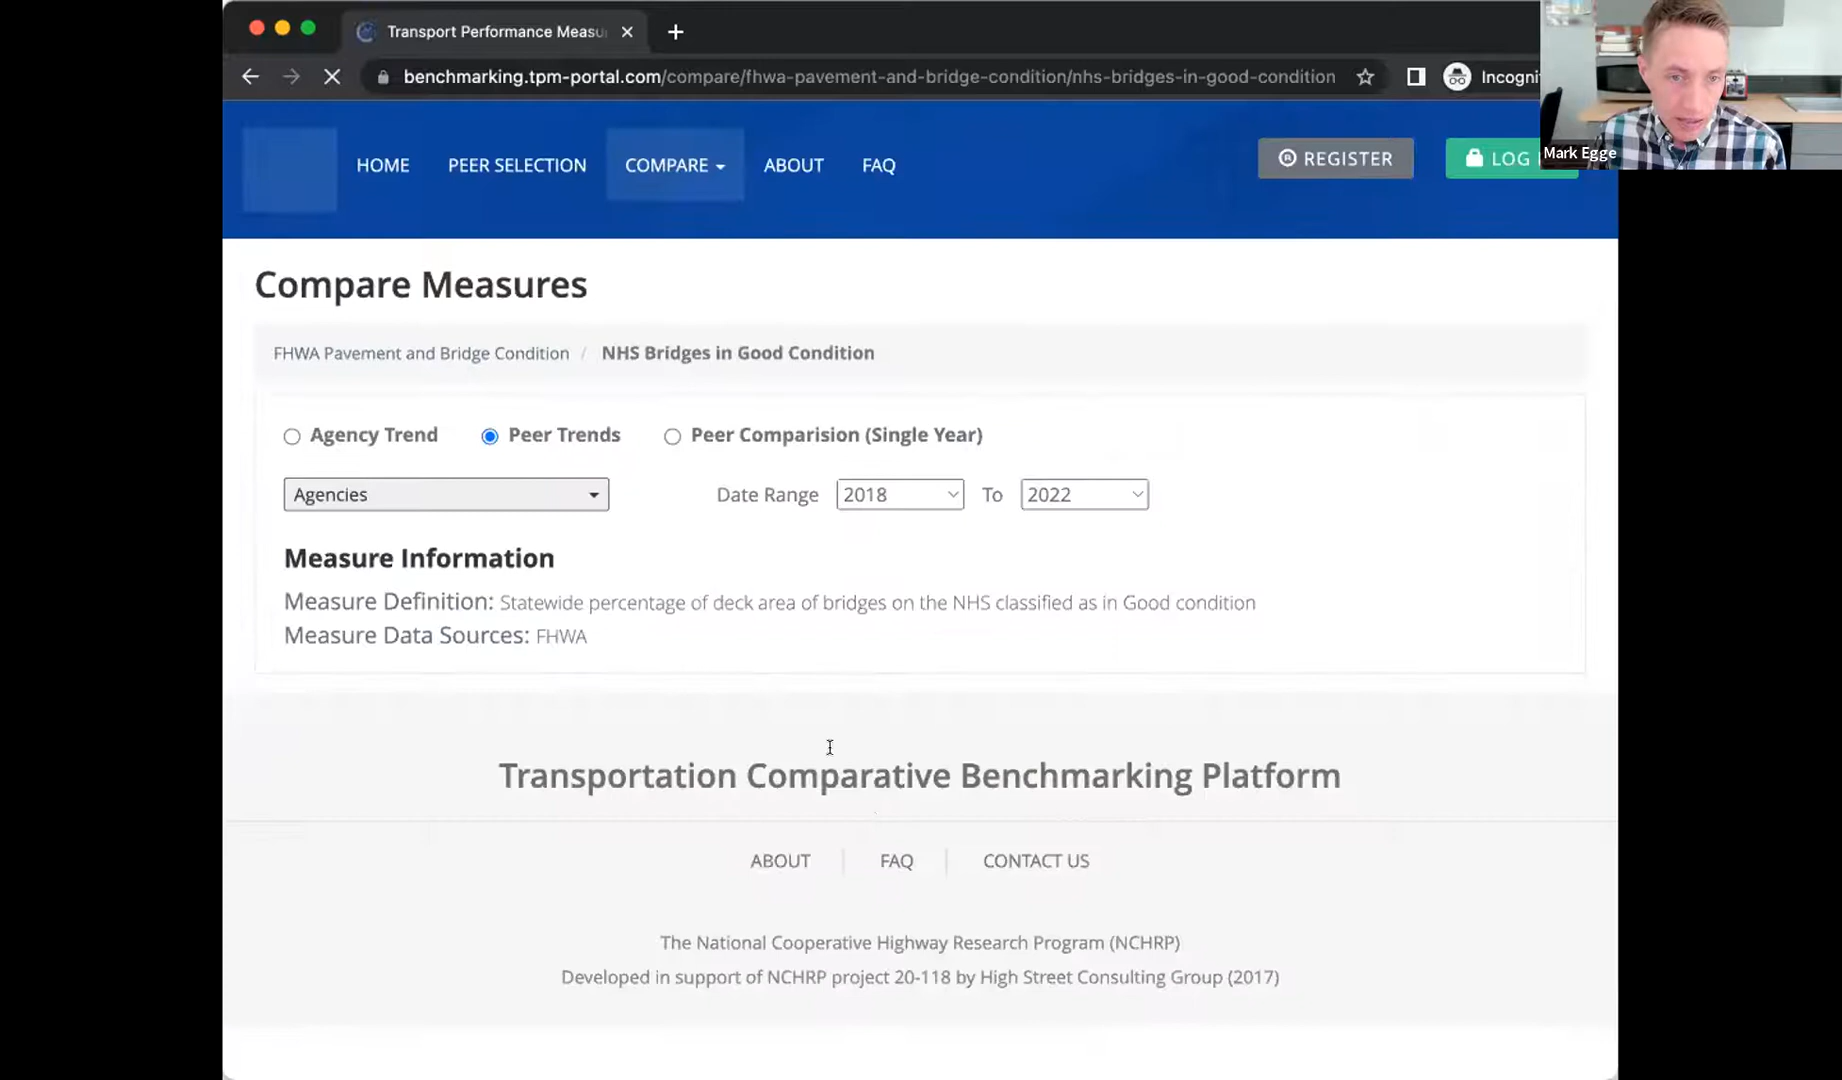 Transport Performance Measu
benchmarking.tpm-portal.com/compare/fhwa-pavement-and-bridge-condition/nhs-bridges-in-good-condition
Incogni
Mark Egge
HOME
PEER SELECTION
COMPARE
ABOUT
FAQ
REGISTER
LOG
Compare Measures
FHWA Pavement and Bridge Condition / NHS Bridges in Good Condition
Agency Trend
Peer Trends
Peer Comparision (Single Year)
Agencies
Date Range 2018 To 2022
Measure Information
Measure Definition: Statewide percentage of deck area of bridges on the NHS classified as in Good condition
Measure Data Sources: FHWA
Transportation Comparative Benchmarking Platform
ABOUT
FAQ
CONTACT US
The National Cooperative Highway Research Program (NCHRP)
Developed in support of NCHRP project 20-118 by High Street Consulting Group (2017)